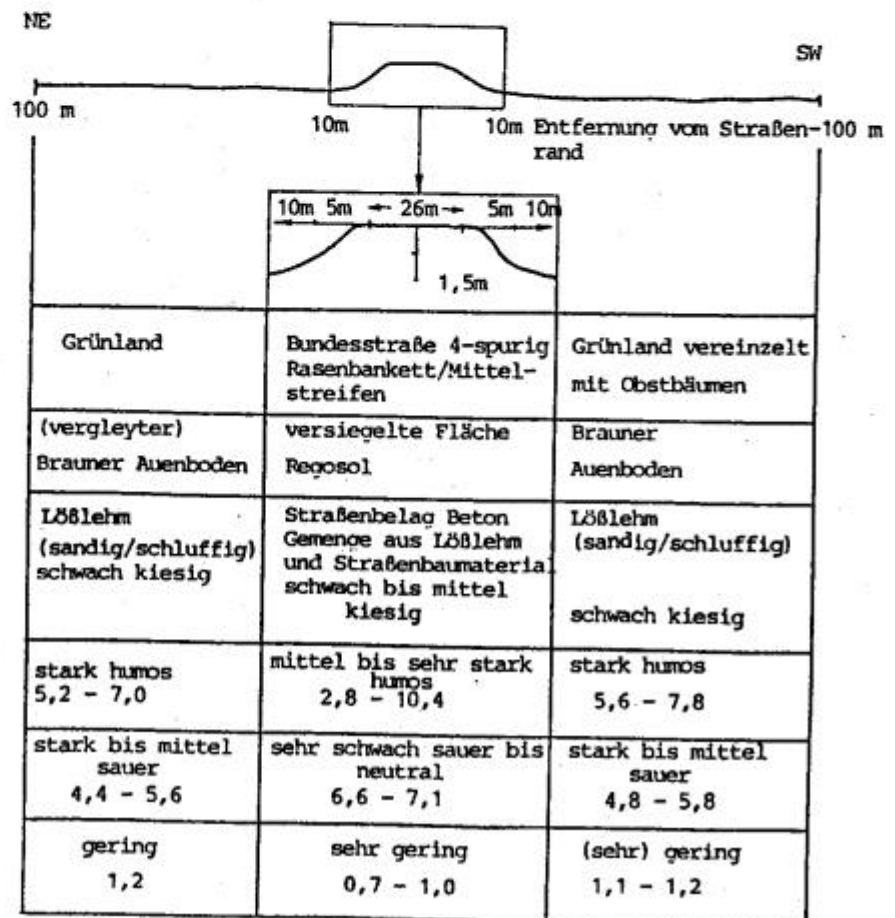 NE
SW
100 m
10m
10m Entfernung vom Straßen-100 m
rand
10m 5m 26m 5m 10m
1,5m
Grünland
Bundesstraße 4-spurig
Rasenbankett/Mittel-
streifen
Grünland vereinzelt
mit Obstbäumen
(vergleyter)
Brauner Auenboden
versiegelte Fläche
Regosol
Brauner
Auenboden
Lößlehm
(sandig/schluffig)
schwach kiesig
Straßenbelag Beton
Gemenge aus Lößlehm
und Straßenbaumaterial
schwach bis mittel
kiesig
Lößlehm
(sandig/schluffig)
schwach kiesig
stark humos
5,2 - 7,0
mittel bis sehr stark
humos
2,8 - 10,4
stark humos
5,6 - 7,8
stark bis mittel
sauer
4,4 - 5,6
sehr schwach sauer bis
neutral
6,6 - 7,1
stark bis mittel
sauer
4,8 - 5,8
gering
1,2
sehr gering
0,7 - 1,0
(sehr) gering
1,1 - 1,2